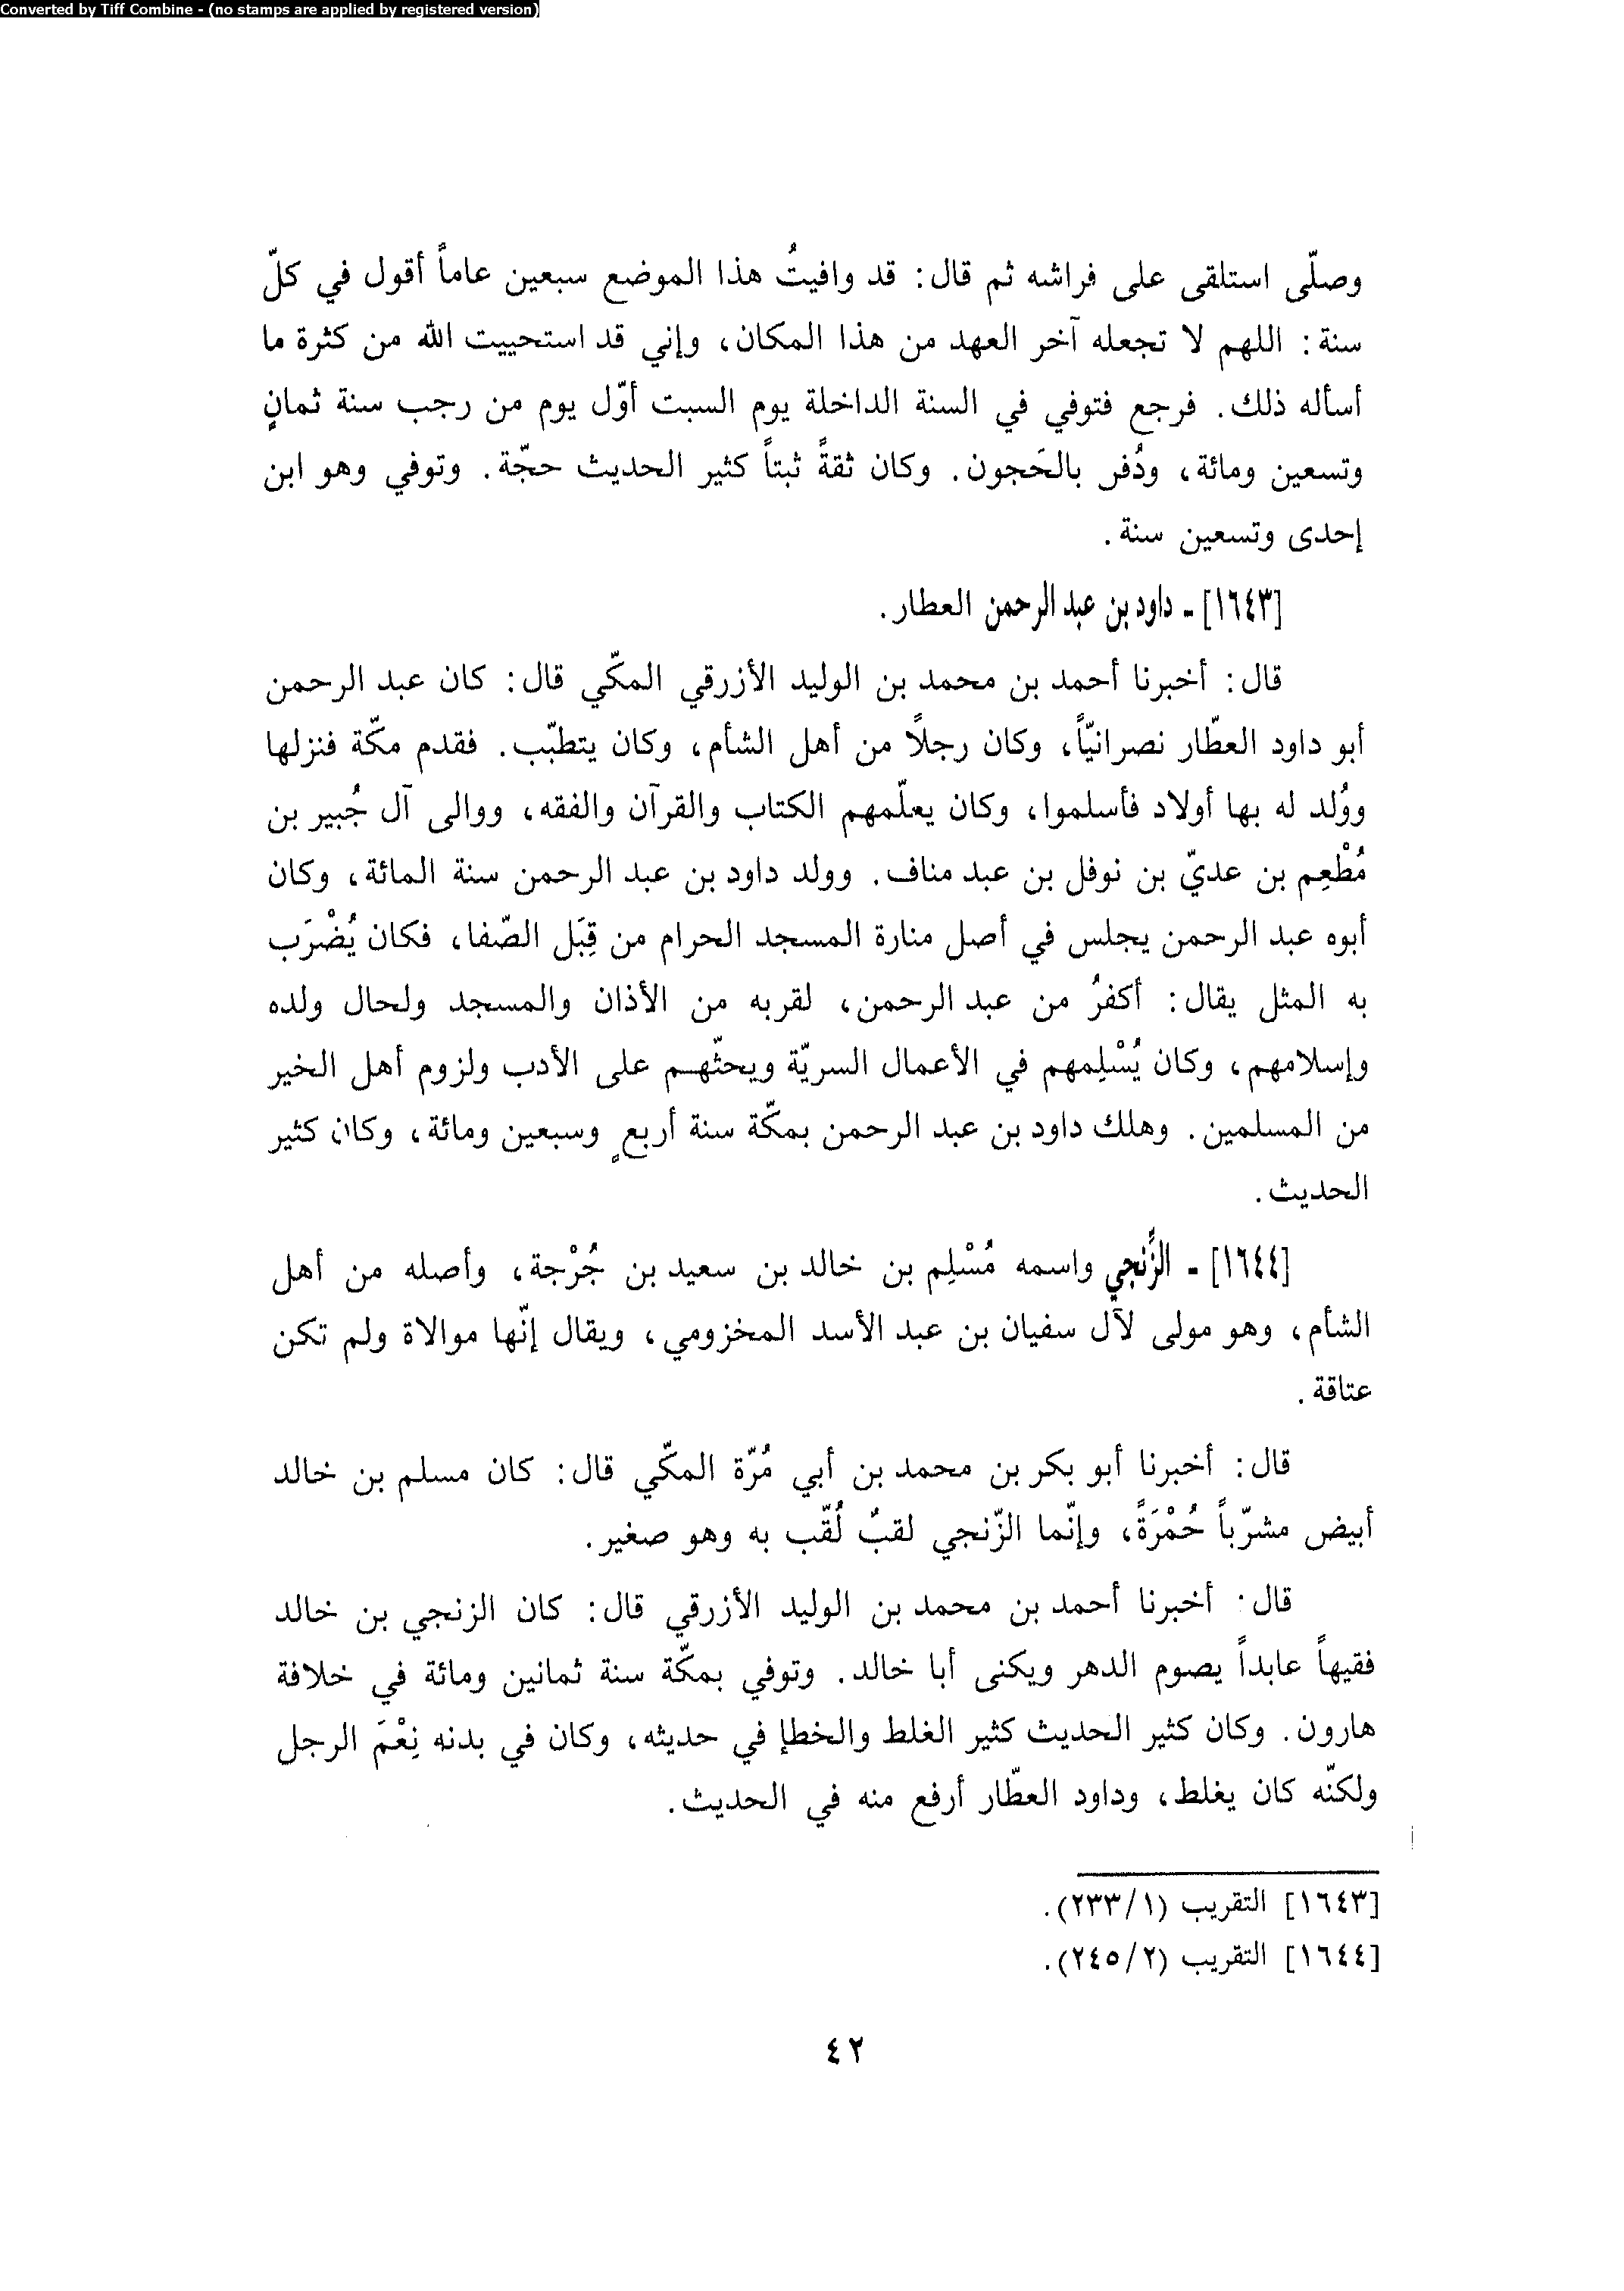 Converted by Tiff Combine - (no stamps are applied by registered version)
وصلّى استلقى على فراشه ثم قال: قد وافيتُ هذا الموضع سبعين عاماً أقول في كلّ
سنة: اللهم لا تجعله آخر العهد من هذا المكان، وإني قد استحييت الله من كثرة ما
أسأله ذلك. فرجع فتوفي في السنة الداخلة يوم السبت أوّل يوم من رجب سنة ثمانٍ
وتسعين ومائة، ودُفر بالحَجون. وكان ثقةً ثبتاً كثير الحديث حجّة. وتوفي وهو ابن
إحدى وتسعين سنة.
[١٦٤٣] - داود بن عبد الرحمن العطار.
قال: أخبرنا أحمد بن محمد بن الوليد الأزرقي المكّي قال: كان عبد الرحمن
أبو داود العطّار نصرانيّاً، وكان رجلاً من أهل الشأم، وكان يتطبّب. فقدم مكّة فنزلها
ووُلد له بها أولاد فأسلموا، وكان يعلّمهم الكتاب والقرآن والفقه، ووالى آل جُبير بن
مُطْعِم بن عديّ بن نوفل بن عبد مناف. وولد داود بن عبد الرحمن سنة المائة، وكان
أبوه عبد الرحمن يجلس في أصل منارة المسجد الحرام من قِبَل الصّفا، فكان يُضْرَب
به المثل يقال: أكفرُ من عبد الرحمن، لقربه من الأذان والمسجد ولحال ولده
وإسلامهم، وكان يُسْلِمهم في الأعمال السريّة ويحثّهم على الأدب ولزوم أهل الخير
من المسلمين. وهلك داود بن عبد الرحمن بمكّة سنة أربعٍ وسبعين ومائة، وكان كثير
الحديث.
[١٦٤٤] - الزَّنجي واسمه مُسْلِم بن خالد بن سعيد بن جُرْجة، وأصله من أهل
الشأم، وهو مولى لآل سفيان بن عبد الأسد المخزومي، ويقال إنّها موالاة ولم تكن
عتاقة.
قال: أخبرنا أبو بكر بن محمد بن أبي مُرّة المكّي قال: كان مسلم بن خالد
أبيض مشرّباً حُمْرَةً، وإنّما الزّنجي لقبٌ لُقّب به وهو صغير.
قال: أخبرنا أحمد بن محمد بن الوليد الأزرقي قال: كان الزنجي بن خالد
فقيهاً عابداً يصوم الدهر ويكنى أبا خالد. وتوفي بمكّة سنة ثمانين ومائة في خلافة
هارون. وكان كثير الحديث كثير الغلط والخطإ في حديثه، وكان في بدنه نِعْمَ الرجل
ولكنّه كان يغلط، وداود العطّار أرفع منه في الحديث.
[١٦٤٣] التقريب (٢٣٣/١).
[١٦٤٤] التقريب (٢٤٥/٢).
٤٢